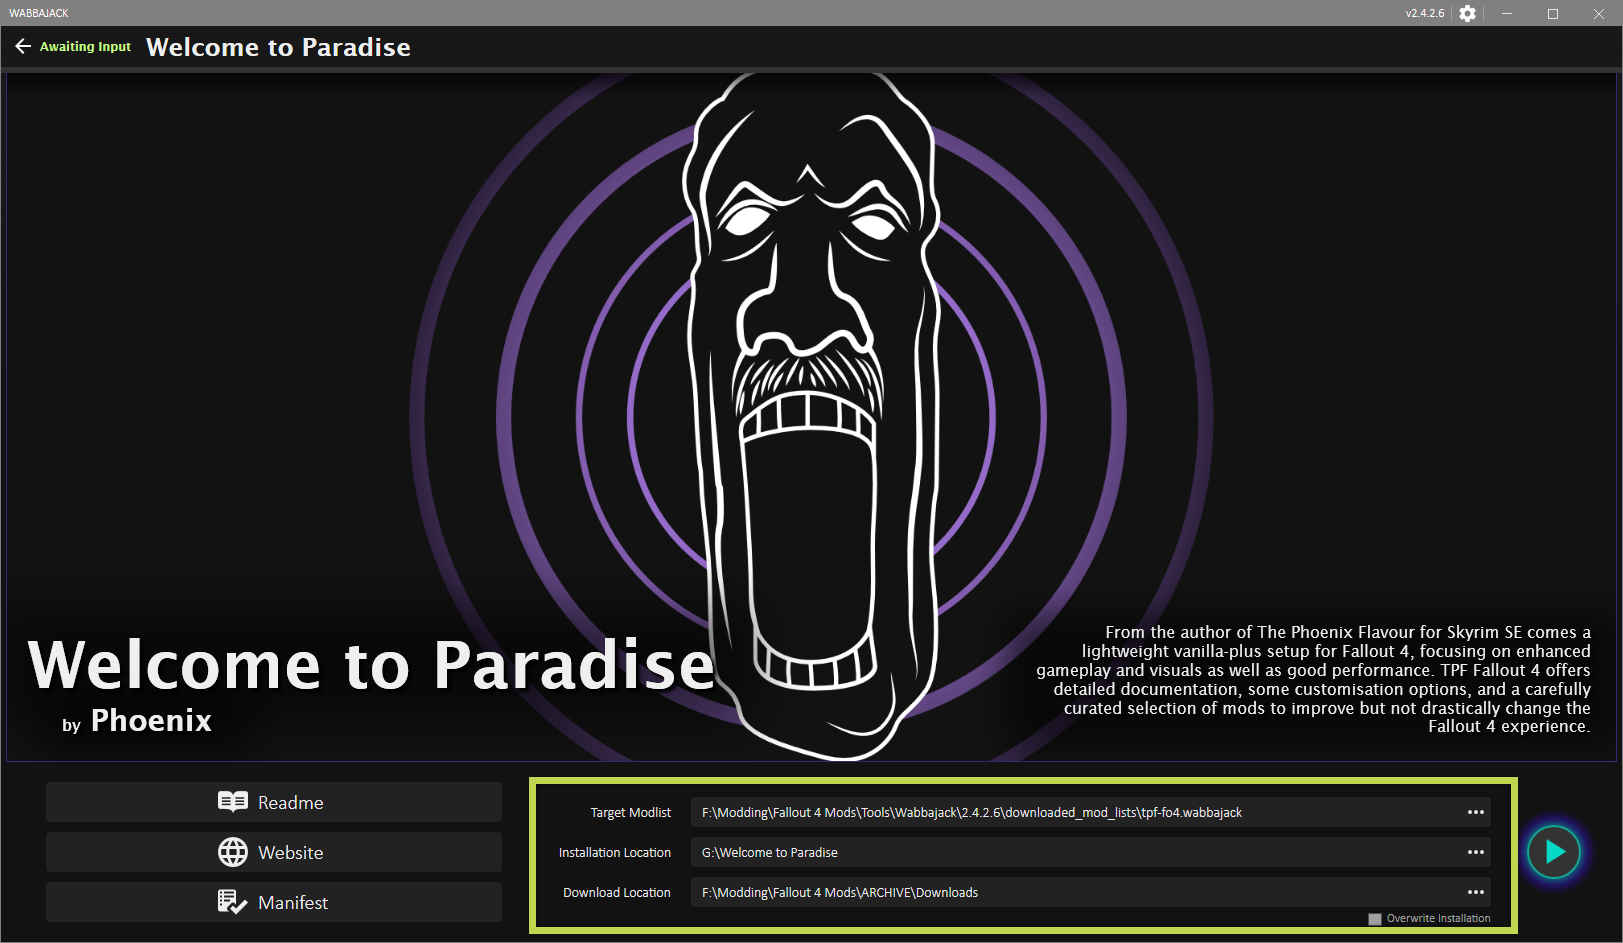 WABBAJACK
v2.4.2.6
Awaiting Input
Welcome to Paradise
Welcome to Paradise
by Phoenix
From the author of The Phoenix Flavour for Skyrim SE comes a
lightweight vanilla-plus setup for Fallout 4, focusing on enhanced
gameplay and visuals as well as good performance. TPF Fallout 4 offers
detailed documentation, some customisation options, and a carefully
curated selection of mods to improve but not drastically change the
Fallout 4 experience.
Readme
Website
Manifest
Target Modlist
F:\Modding\Fallout 4 Mods\Tools\Wabbajack\2.4.2.6\downloaded_mod_lists\tpf-fo4.wabbajack
Installation Location
G:\Welcome to Paradise
Download Location
F:\Modding\Fallout 4 Mods\ARCHIVE\Downloads
Overwrite Installation